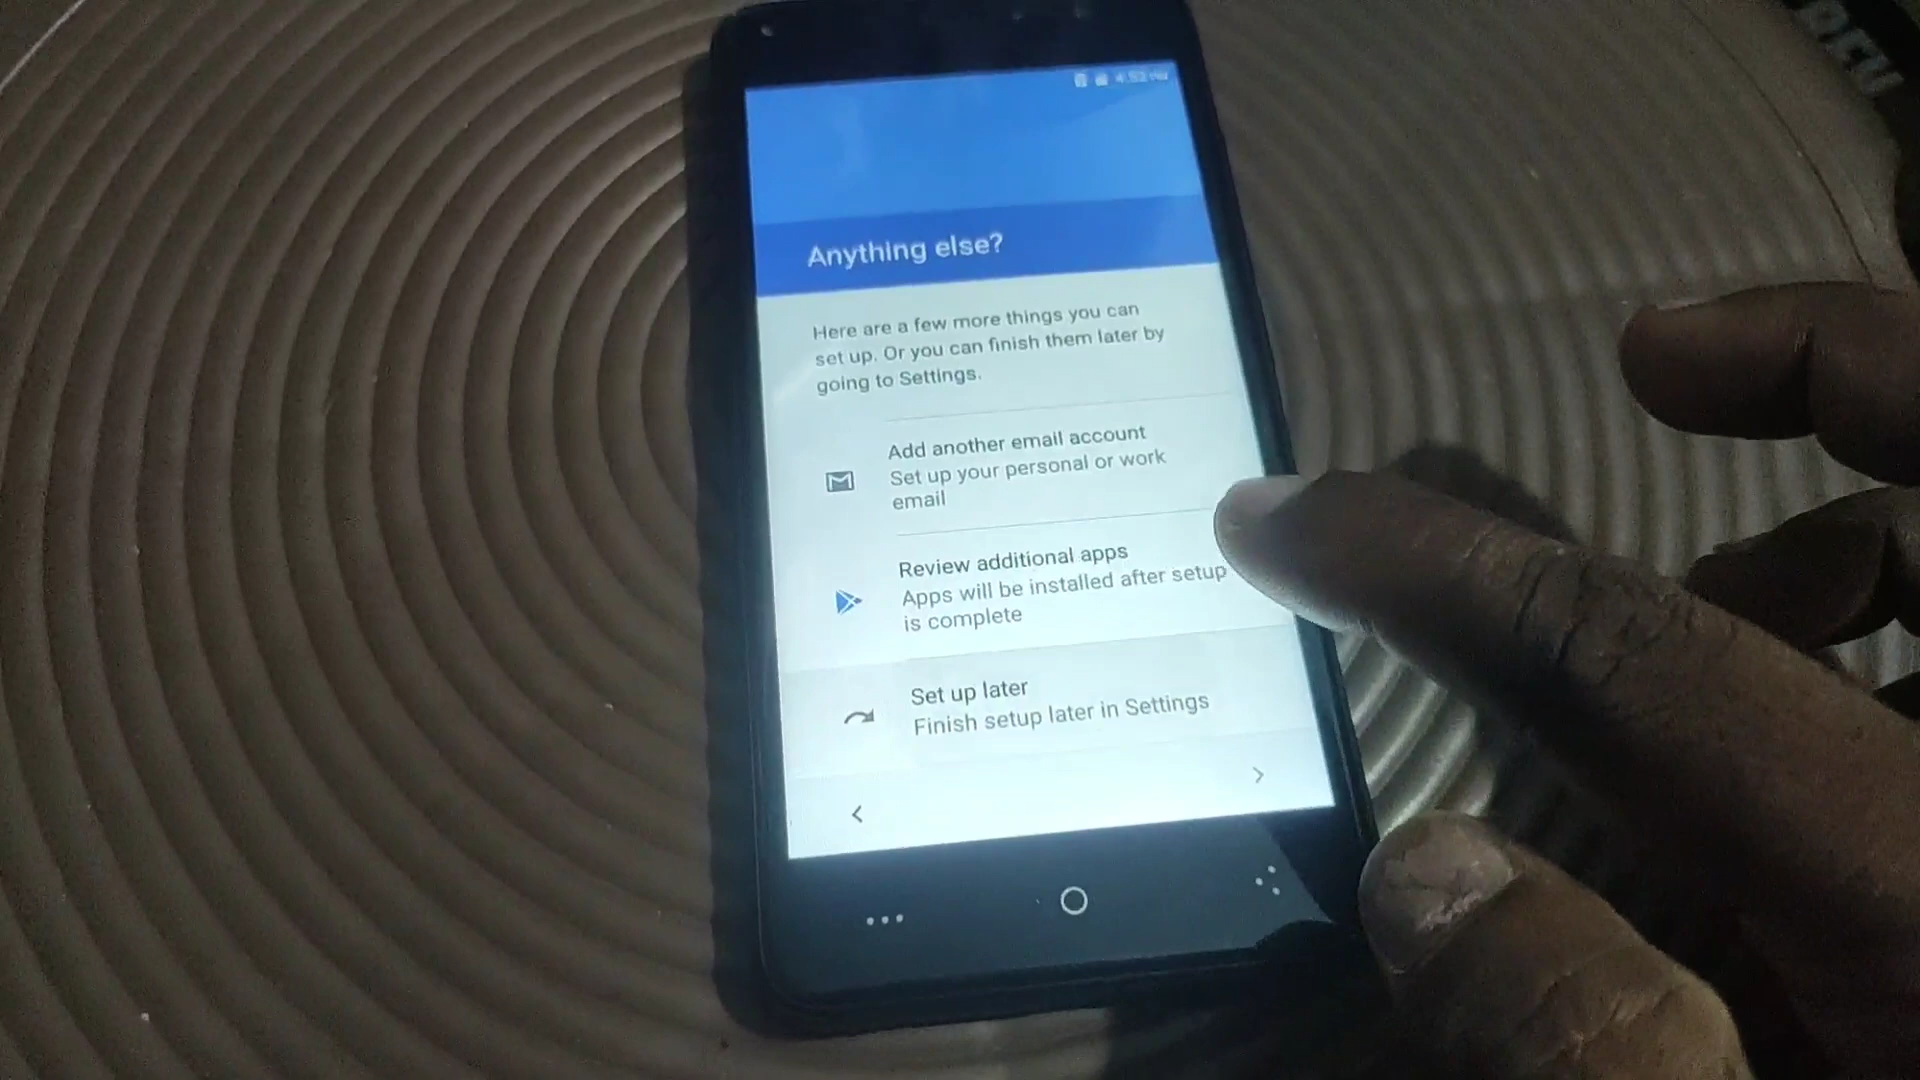 Anything else?
Here are a few more things you can
set up. Or you can finish them later by
going to Settings.
Add another email account
Set up your personal or work
email
Review additional apps
Apps will be installed after setup
is complete
Set up later
Finish setup later in Settings